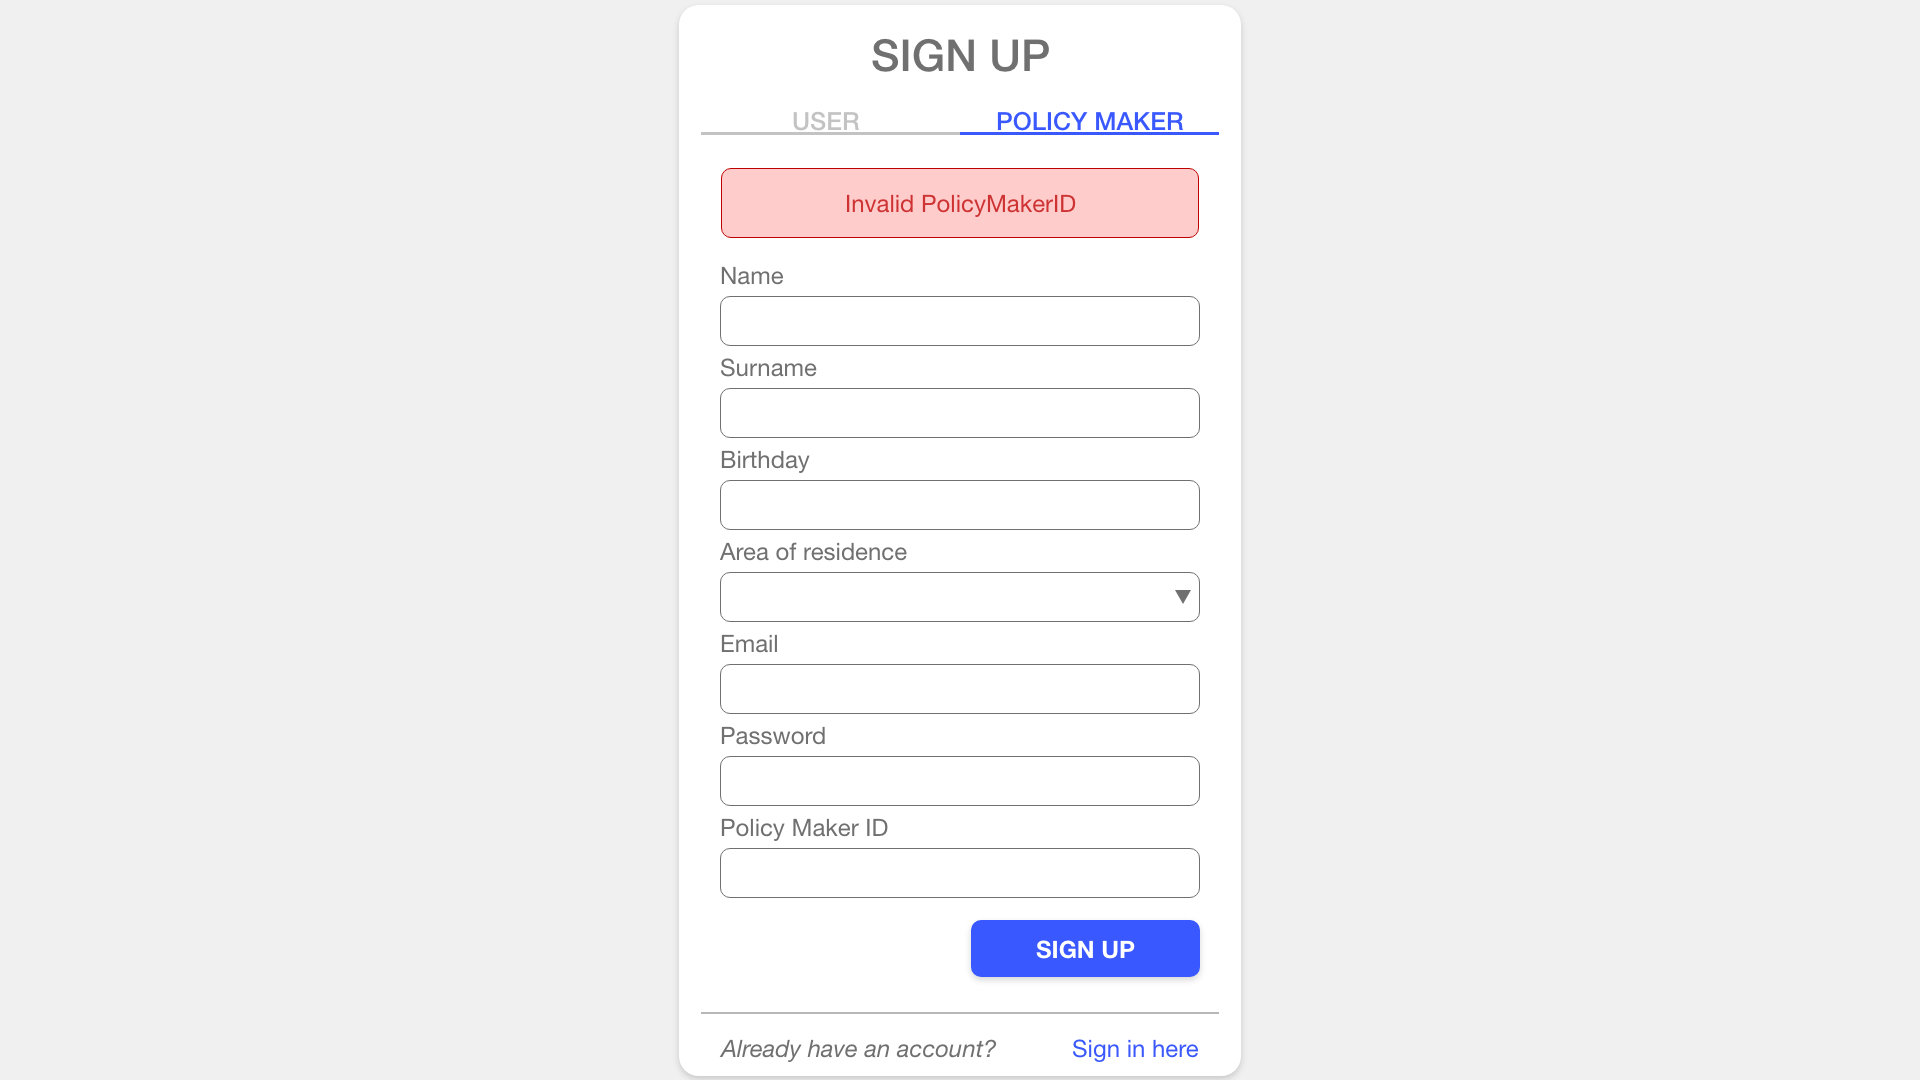 SIGN UP
USER
POLICY MAKER
Invalid PolicyMakerID
Name
Surname
Birthday
Area of residence
Email
Password
Policy Maker ID
SIGN UP
Already have an account?
Sign in here